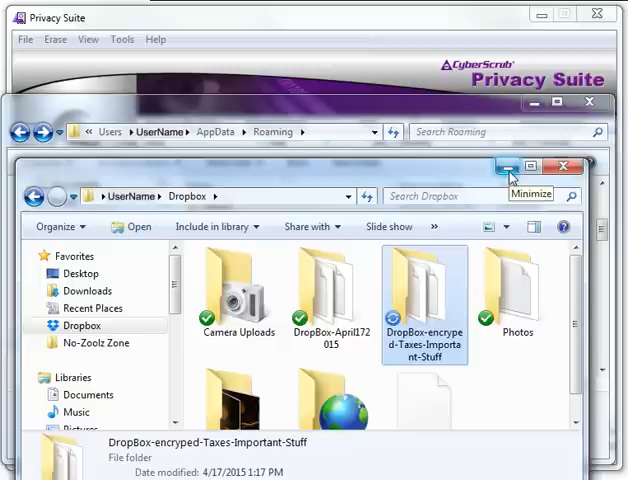 Privacy Suite
File Erase View Tools Help
CyberScrub®
Privacy Suite
« Users ▸ UserName ▸ AppData ▸ Roaming ▸
Search Roaming
▸ UserName ▸ Dropbox ▸
Search Dropbox
Minimize
Organize Open Include in library Share with Slide show »
Favorites
Desktop
Downloads
Recent Places
Dropbox
No-Zoolz Zone
Libraries
Documents
Music
Pictures
Camera Uploads
DropBox-April172
015
DropBox-encrype
d-Taxes-Importa
nt-Stuff
Photos
DropBox-encryped-Taxes-Important-Stuff
File folder
Date modified: 4/17/2015 1:17 PM